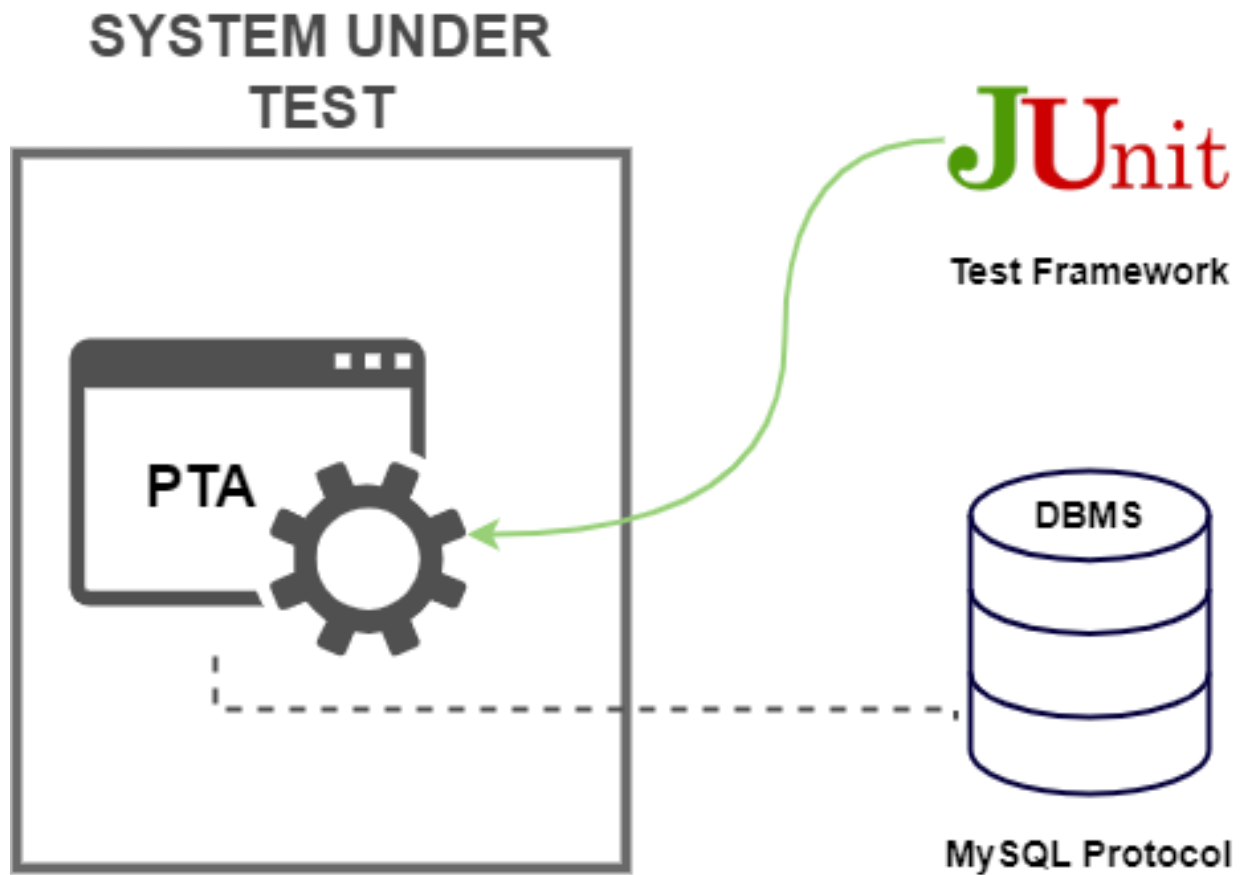 SYSTEM UNDER
TEST
JUnit
Test Framework
PTA
DBMS
MySQL Protocol